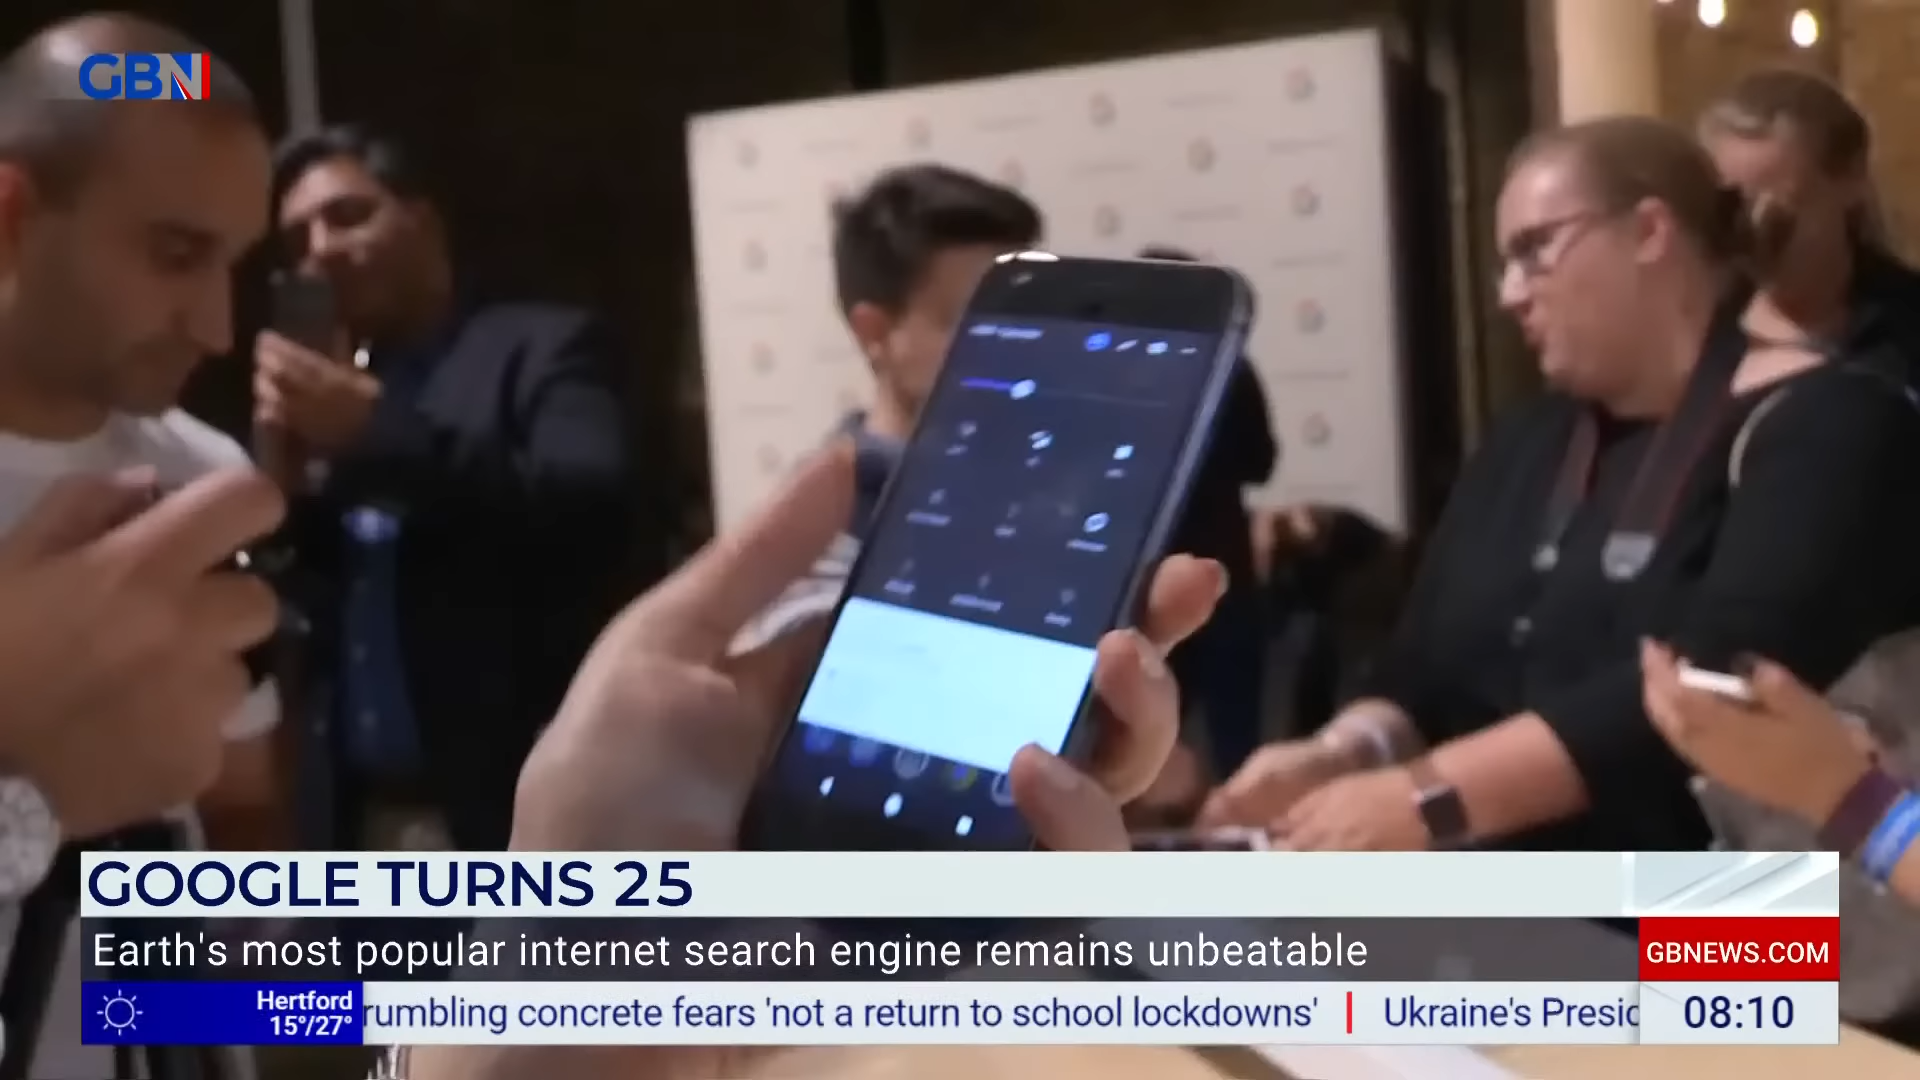 GBN
GOOGLE TURNS 25
Earth's most popular internet search engine remains unbeatable
GBNEWS.COM
Hertford
15°/27°
rumbling concrete fears 'not a return to school lockdowns' | Ukraine's Presid
08:10